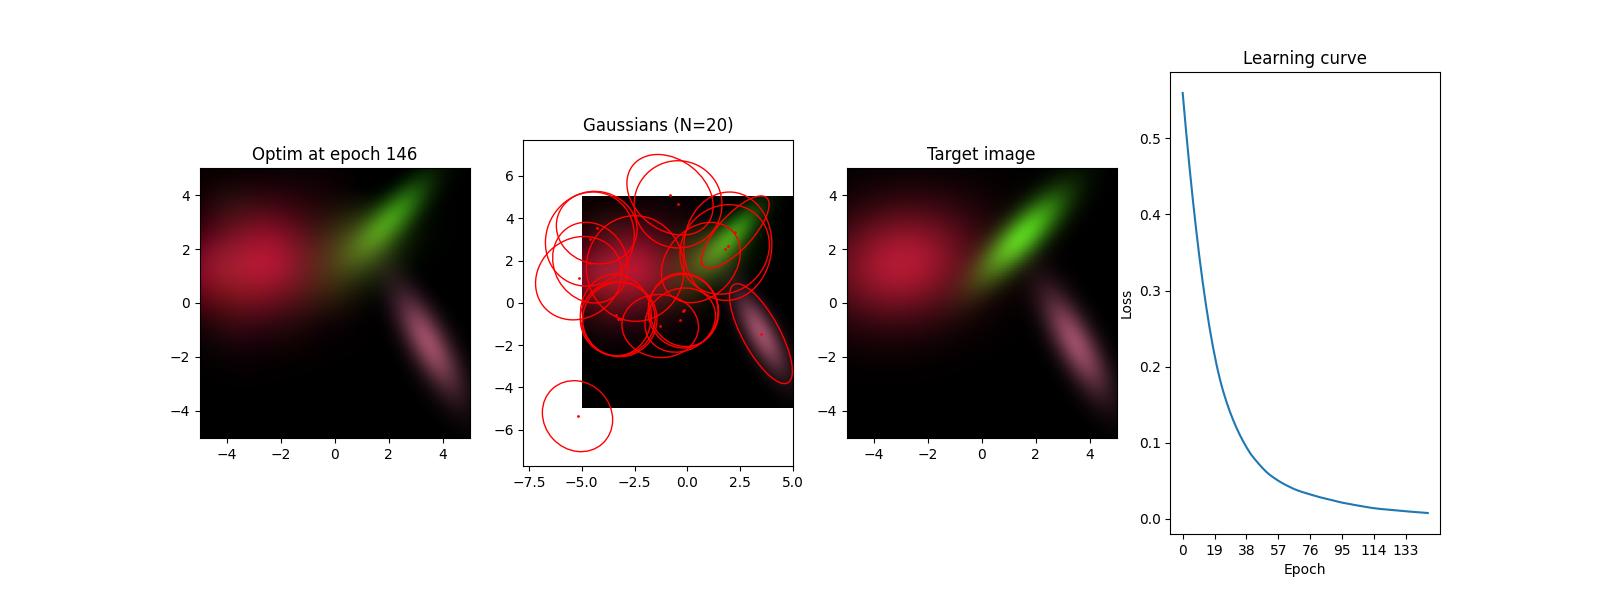 Optim at epoch 146
4
2
0
−2
−4
−4 −2 0 2 4
Gaussians (N=20)
6
4
2
0
−2
−4
−6
−7.5 −5.0 −2.5 0.0 2.5 5.0
Target image
4
2
0
−2
−4
−4 −2 0 2 4
Learning curve
Loss
0.5
0.4
0.3
0.2
0.1
0.0
0 19 38 57 76 95 114 133
Epoch